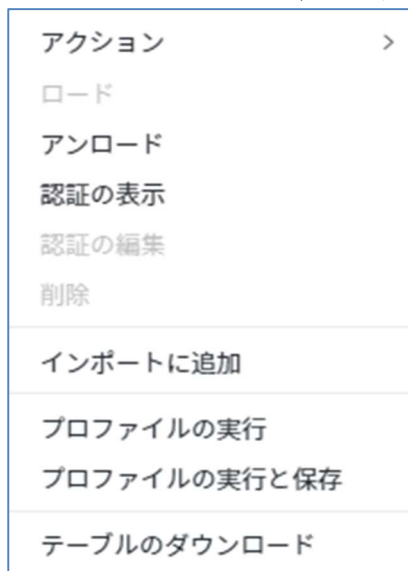 アクション
ロード
アンロード
認証の表示
認証の編集
削除
インポートに追加
プロファイルの実行
プロファイルの実行と保存
テーブルのダウンロード